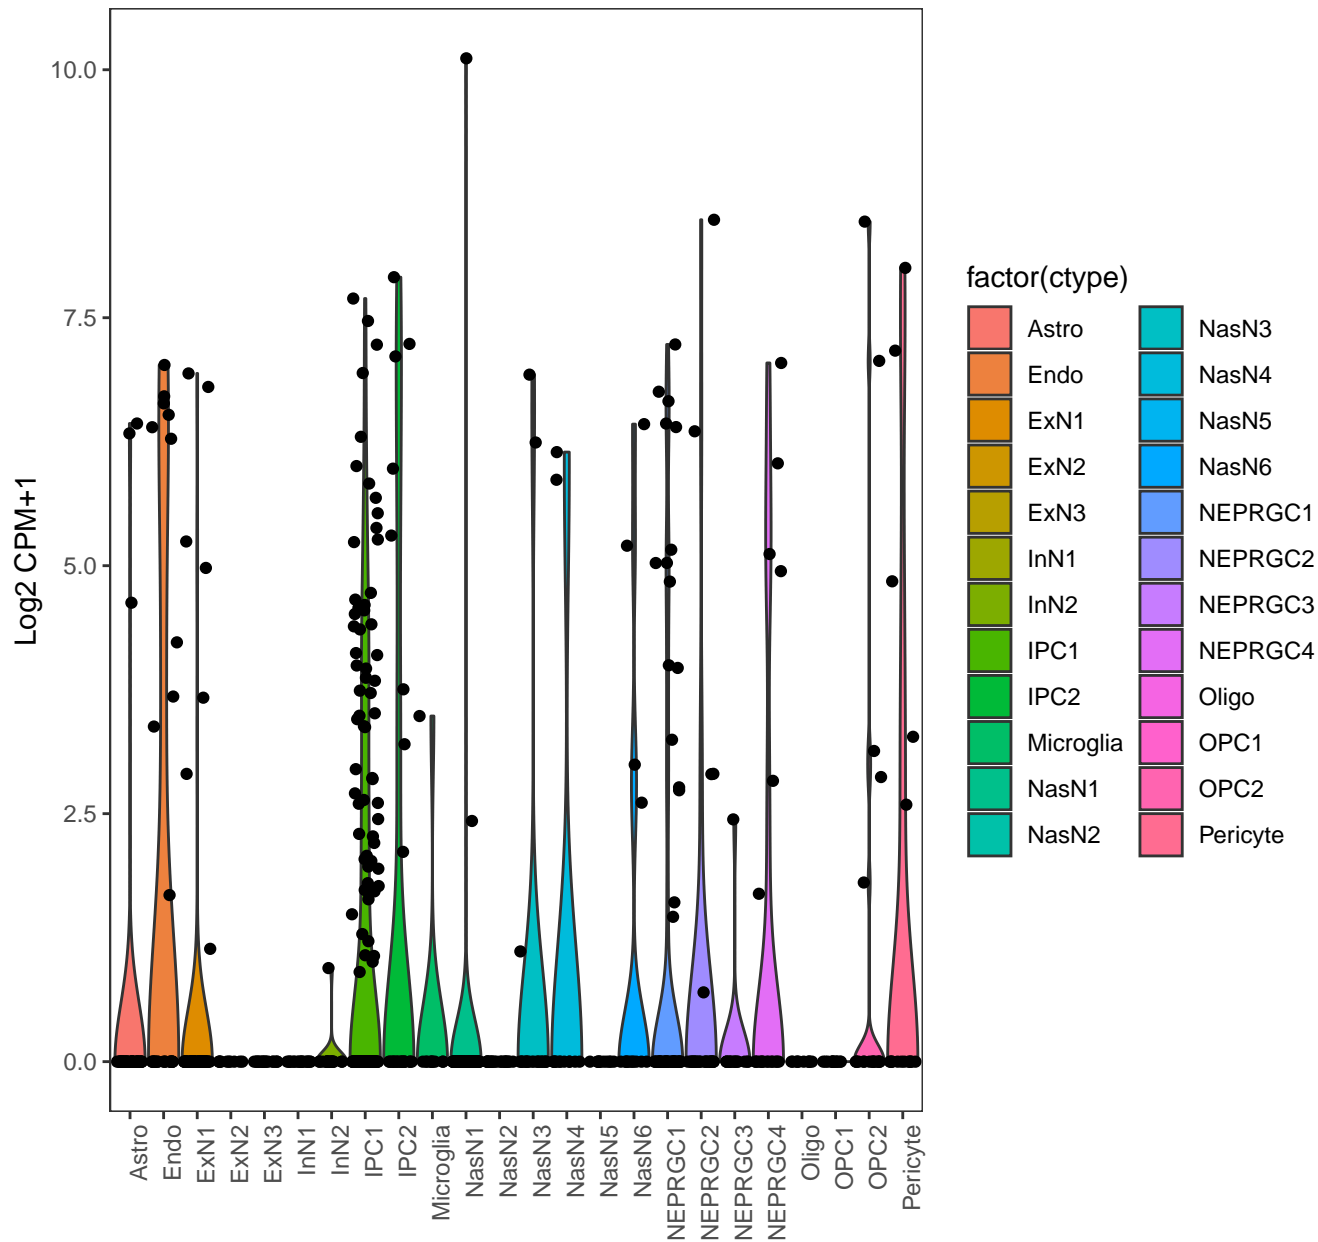 10.0
7.5
5.0
2.5
0.0
Log2 CPM+1
Astro
Endo
ExN1
ExN2
ExN3
InN1
InN2
IPC1
IPC2
Microglia
NasN1
NasN2
NasN3
NasN4
NasN5
NasN6
NEPRGC1
NEPRGC2
NEPRGC3
NEPRGC4
Oligo
OPC1
OPC2
Pericyte
factor(ctype)
Astro
Endo
ExN1
ExN2
ExN3
InN1
InN2
IPC1
IPC2
Microglia
NasN1
NasN2
NasN3
NasN4
NasN5
NasN6
NEPRGC1
NEPRGC2
NEPRGC3
NEPRGC4
Oligo
OPC1
OPC2
Pericyte